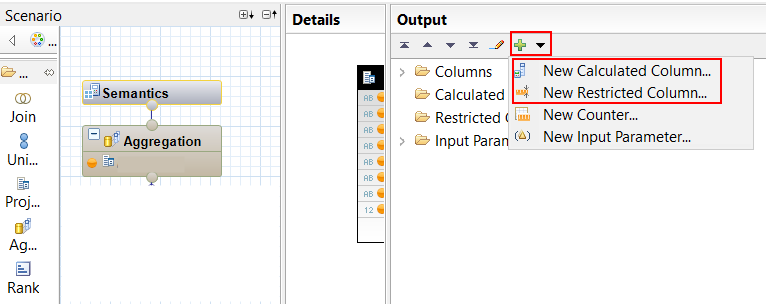 Scenario
...
...
Join
Uni...
Proj...
Ag...
Rank
Semantics
Aggregation
Details
AB
AB
AB
AB
AB
AB
12
Output
Columns
Calculated
Restricted C
Input Param
New Calculated Column...
New Restricted Column...
New Counter...
New Input Parameter...